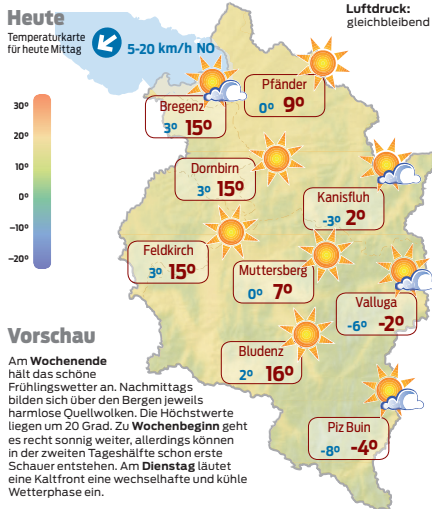 Heute
Temperaturkarte
für heute Mittag
5-20 km/h NO
Luftdruck:
gleichbleibend
30°
20°
10°
0°
-10°
-20°
Pfänder
0° 9°
Bregenz
3° 15°
Dornbirn
3° 15°
Kanisfluh
-3° 2°
Feldkirch
3° 15°
Muttersberg
0° 7°
Valluga
-6° -2°
Bludenz
2° 16°
Piz Buin
-8° -4°
Vorschau
Am Wochenende
hält das schöne
Frühlingswetter an. Nachmittags
bilden sich über den Bergen jeweils
harmlose Quellwolken. Die Höchstwerte
liegen um 20 Grad. Zu Wochenbeginn geht
es recht sonnig weiter, allerdings können
in der zweiten Tageshälfte schon erste
Schauer entstehen. Am Dienstag läutet
eine Kaltfront eine wechselhafte und kühle
Wetterphase ein.